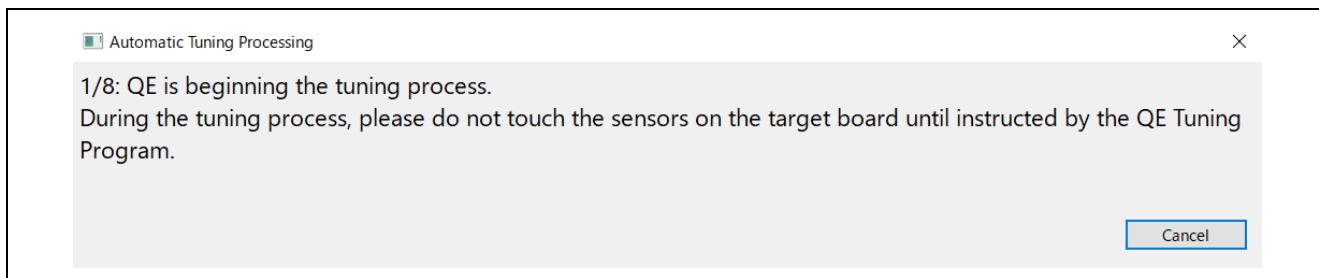 Automatic Tuning Processing
1/8: QE is beginning the tuning process.
During the tuning process, please do not touch the sensors on the target board until instructed by the QE Tuning
Program.
Cancel